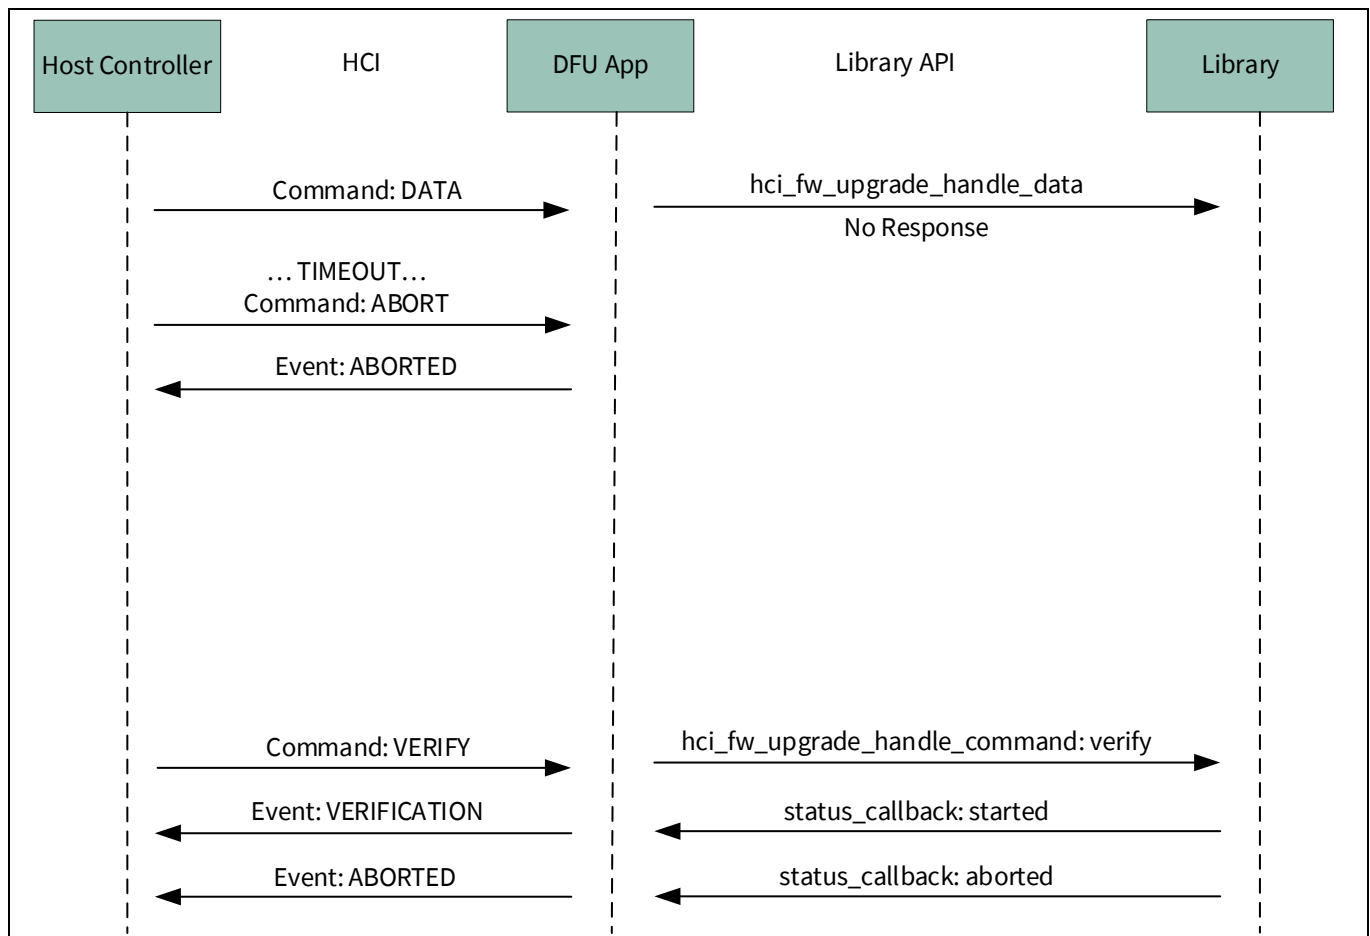 Host Controller
HCI
DFU App
Library API
Library
Command: DATA
hci_fw_upgrade_handle_data
No Response
... TIMEOUT...
Command: ABORT
Event: ABORTED
Command: VERIFY
hci_fw_upgrade_handle_command: verify
Event: VERIFICATION
status_callback: started
Event: ABORTED
status_callback: aborted